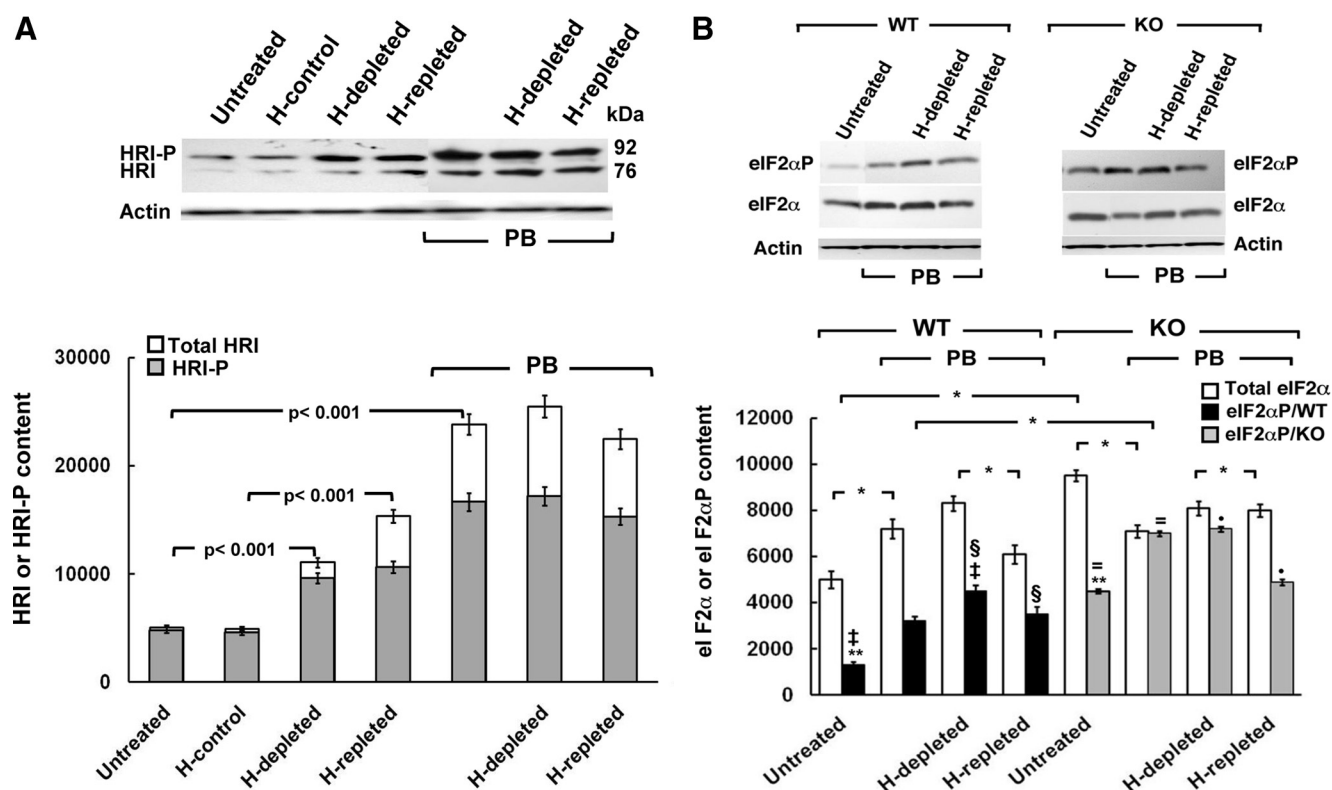 A
Untreated
H-control
H-depleted
H-repleted
H-depleted
H-repleted
kDa
HRI-P
92
HRI
76
Actin
PB
Total HRI
HRI-P
PB
p< 0.001
p< 0.001
p< 0.001
HRI or HRI-P content
30000
20000
10000
0
Untreated
H-control
H-depleted
H-repleted
H-depleted
H-repleted
B
WT
KO
Untreated
H-depleted
H-repleted
Untreated
H-depleted
H-repleted
eIF2αP
eIF2αP
eIF2α
eIF2α
Actin
Actin
PB
PB
WT
KO
PB
PB
Total eIF2α
eIF2αP/WT
eIF2αP/KO
*
*
*
*
*
*
‡
**
§
‡
§
=
**
=
•
•
eI F2α or eI F2αP content
12000
10000
8000
6000
4000
2000
0
Untreated
H-depleted
H-repleted
Untreated
H-depleted
H-repleted